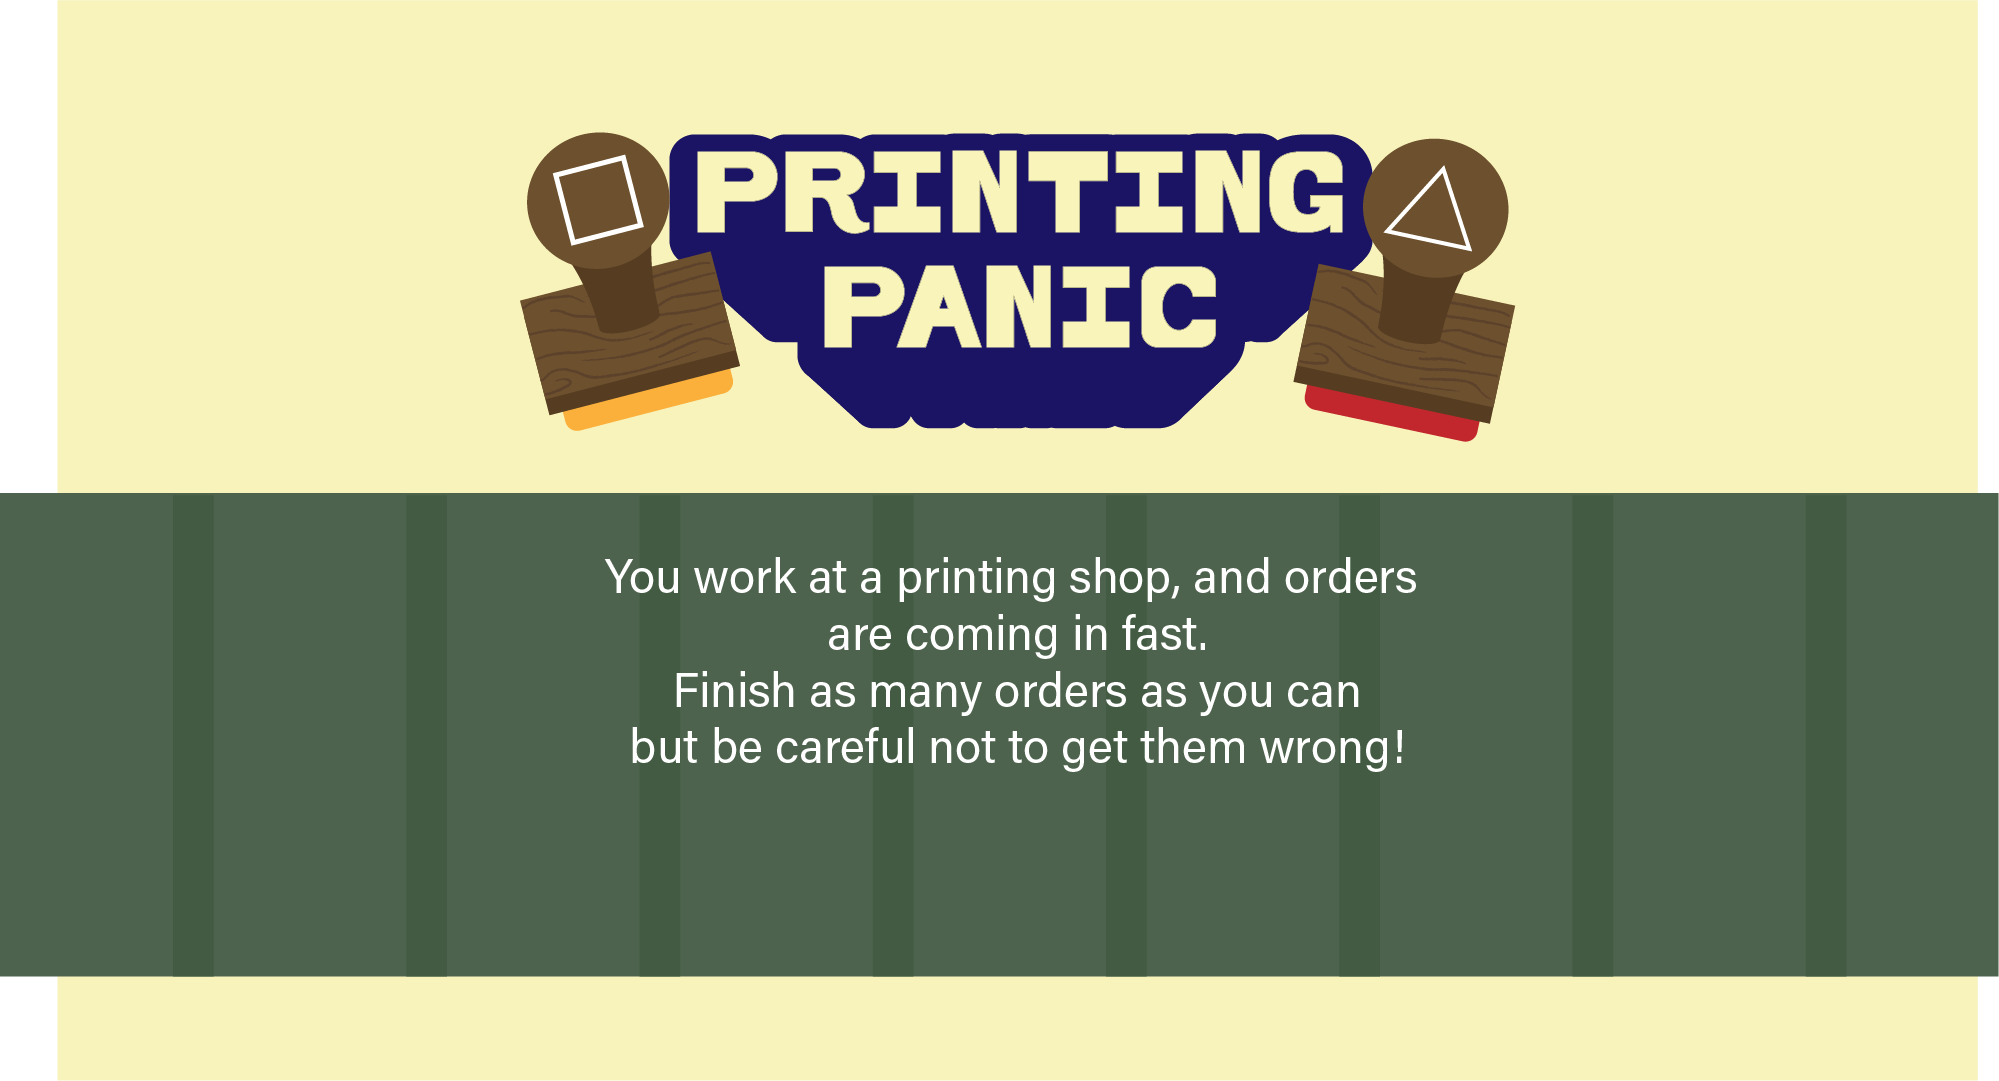 PRINTING
PANIC
You work at a printing shop, and orders
are coming in fast.
Finish as many orders as you can
but be careful not to get them wrong!